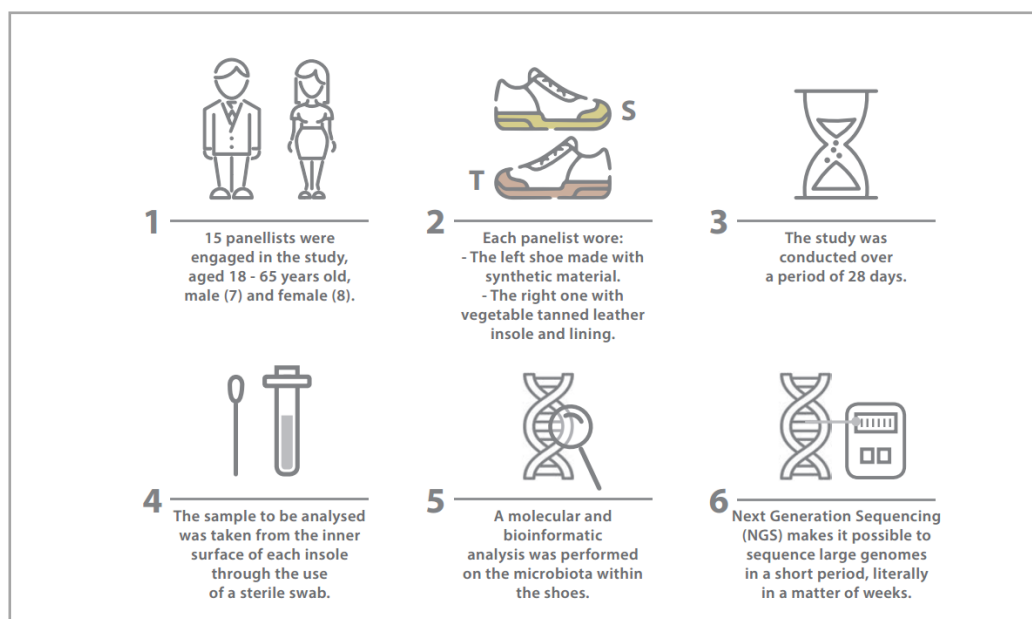 S
T
1
15 panellists were
engaged in the study,
aged 18 - 65 years old,
male (7) and female (8).
2
Each panelist wore:
- The left shoe made with
synthetic material.
- The right one with
vegetable tanned leather
insole and lining.
3
The study was
conducted over
a period of 28 days.
4
The sample to be analysed
was taken from the inner
surface of each insole
through the use
of a sterile swab.
5
A molecular and
bioinformatic
analysis was performed
on the microbiota within
the shoes.
6
Next Generation Sequencing
(NGS) makes it possible to
sequence large genomes
in a short period, literally
in a matter of weeks.